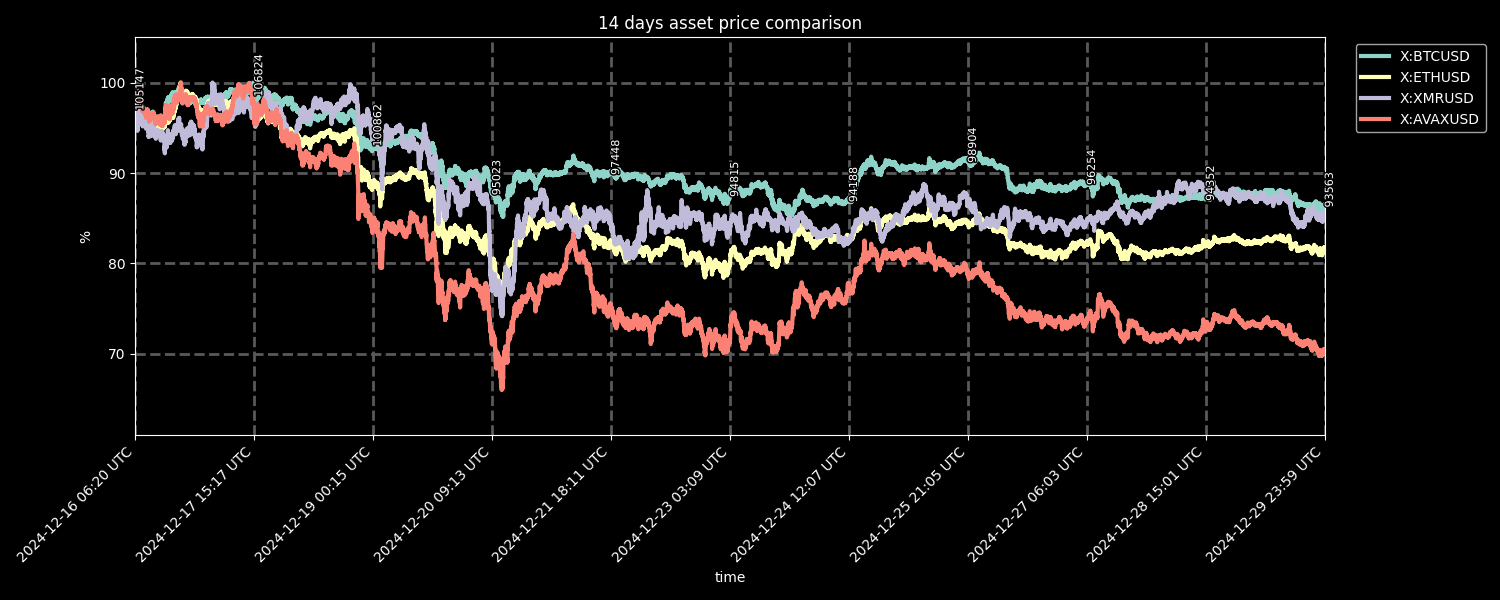 14 days asset price comparison
X:BTCUSD
X:ETHUSD
X:XMRUSD
X:AVAXUSD
100
90
80
70
%
105147
106824
100862
95023
97448
94815
94188
98904
96254
94352
93563
2024-12-16 06:20 UTC
2024-12-17 15:17 UTC
2024-12-19 00:15 UTC
2024-12-20 09:13 UTC
2024-12-21 18:11 UTC
2024-12-23 03:09 UTC
2024-12-24 12:07 UTC
2024-12-25 21:05 UTC
2024-12-27 06:03 UTC
2024-12-28 15:01 UTC
2024-12-29 23:59 UTC
time